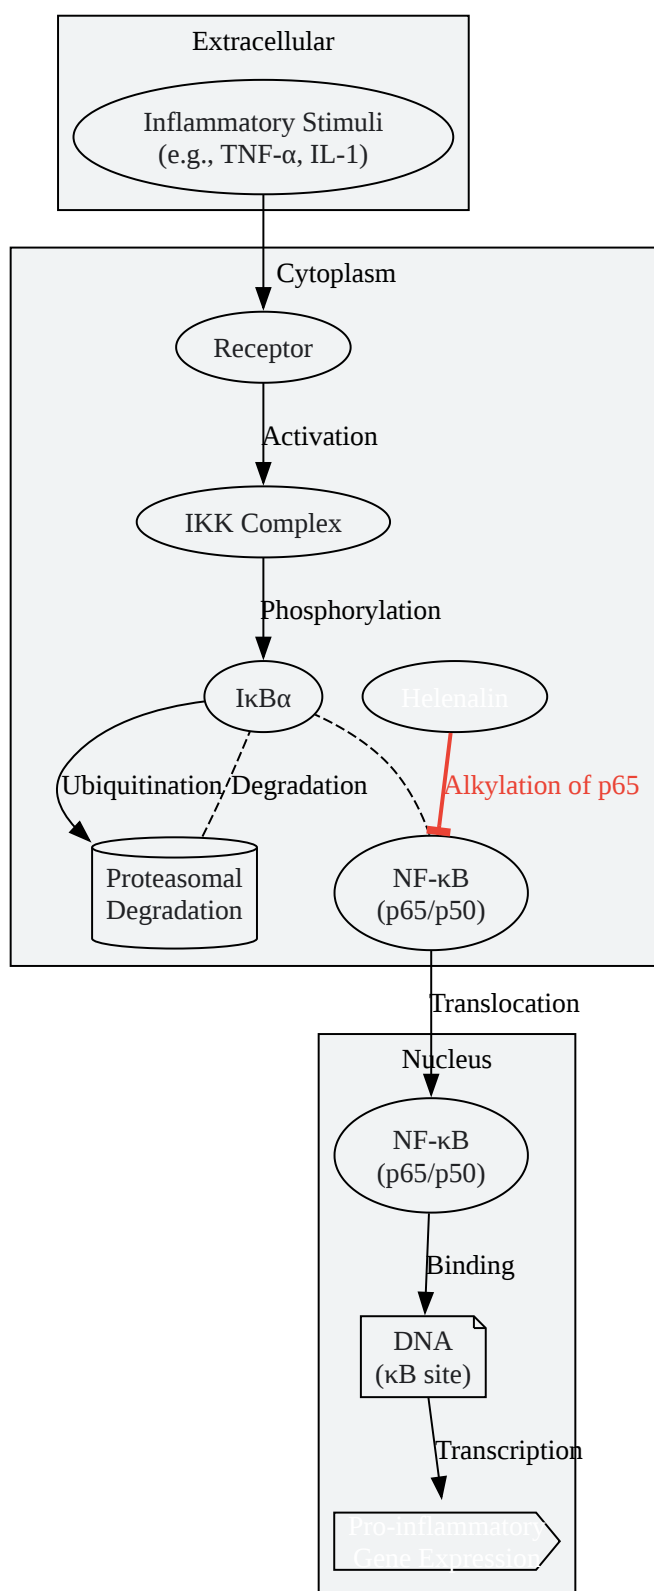 Extracellular
Inflammatory Stimuli
(e.g., TNF-α, IL-1)
Cytoplasm
Receptor
Activation
IKK Complex
Phosphorylation
IκBα
Helenalin
Ubiquitination
Degradation
Alkylation of p65
Proteasomal
Degradation
NF-κB
(p65/p50)
Translocation
Nucleus
NF-κB
(p65/p50)
Binding
DNA
(κB site)
Transcription
Pro-inflammatory
Gene Expression